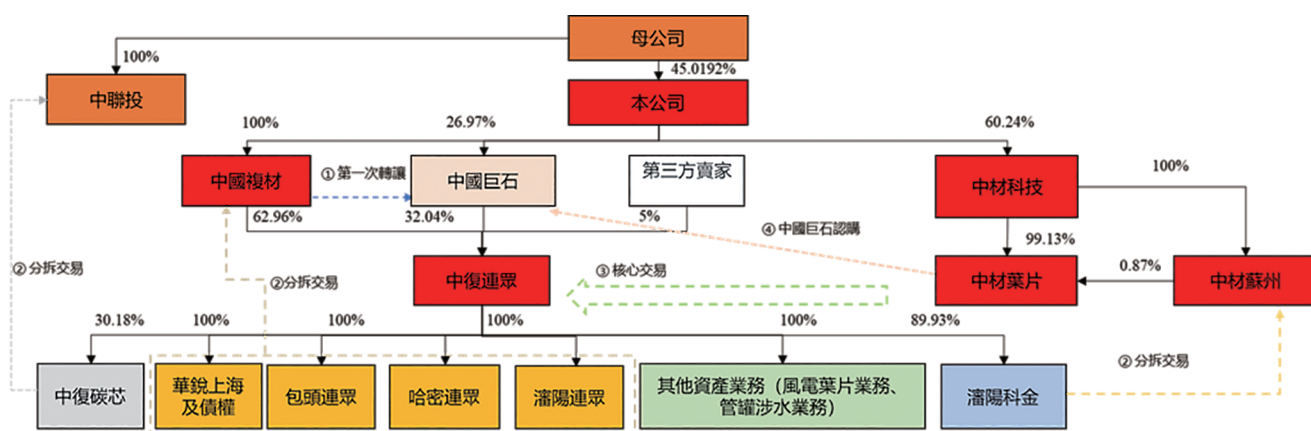 母公司
100%
45.0192%
中聯投
本公司
100%
26.97%
60.24%
中國複材
① 第一次轉讓
中國巨石
第三方賣家
中材科技
100%
62.96%
32.04%
5%
④ 中國巨石認購
99.13%
② 分拆交易
②分拆交易
中復連眾
③ 核心交易
中材葉片
0.87%
中材蘇州
30.18%
100%
100%
100%
100%
89.93%
② 分拆交易
中復碳芯
華銳上海
及債權
包頭連眾
哈密連眾
瀋陽連眾
其他資產業務（風電葉片業務、
管罐涉水業務）
瀋陽科金